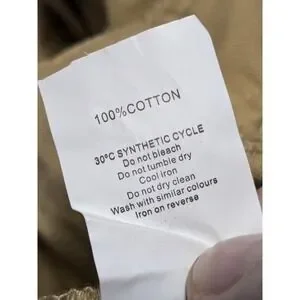 100%COTTON
30°C SYNTHETIC CYCLE
Do not bleach
Do not tumble dry
Cool iron
Do not dry clean
Wash with similar colours
Iron on reverse